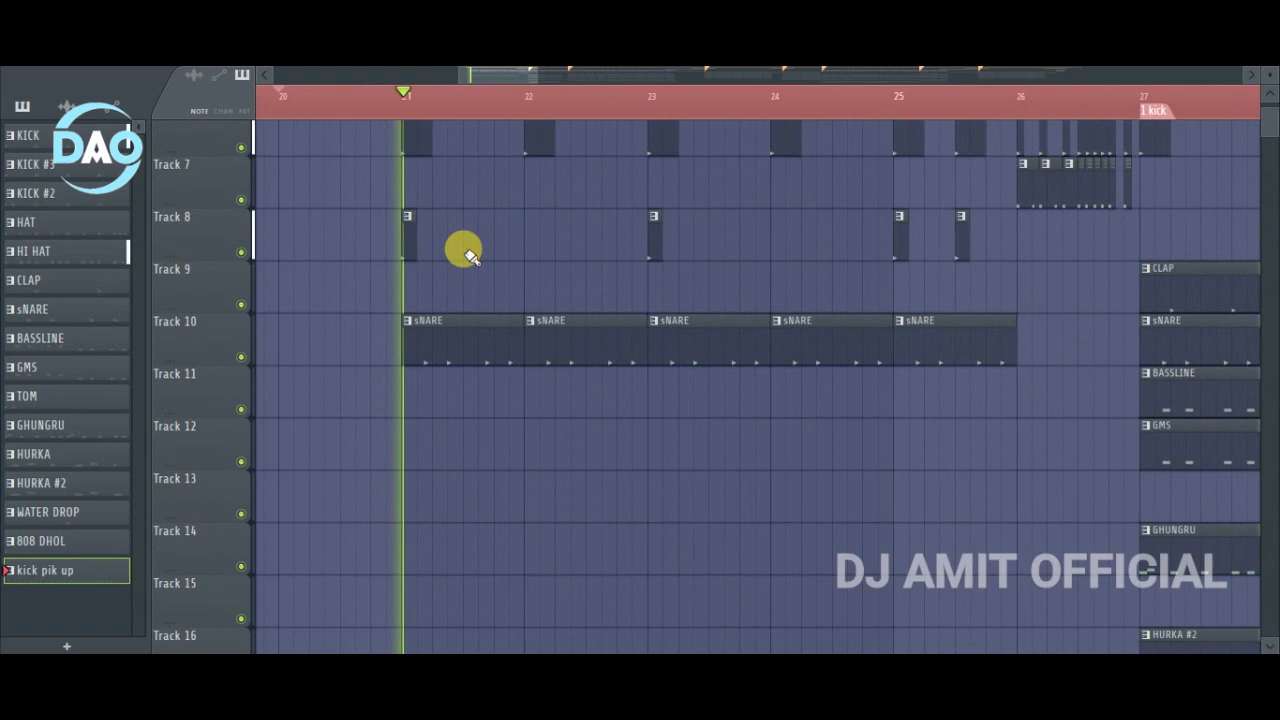 NOTE CHAN PAT
20 21 22 23 24 25 26 27
1 kick
DAO
KICK
KICK #3
KICK #2
HAT
HI HAT
CLAP
sNARE
BASSLINE
GMS
TOM
GHUNGRU
HURKA
HURKA #2
WATER DROP
808 DHOL
kick pik up
+
Track 7
Track 8
Track 9
CLAP
Track 10
sNARE sNARE sNARE sNARE sNARE sNARE
Track 11
BASSLINE
Track 12
GMS
Track 13
Track 14
GHUNGRU
DJ AMIT OFFICIAL
Track 15
Track 16
HURKA #2